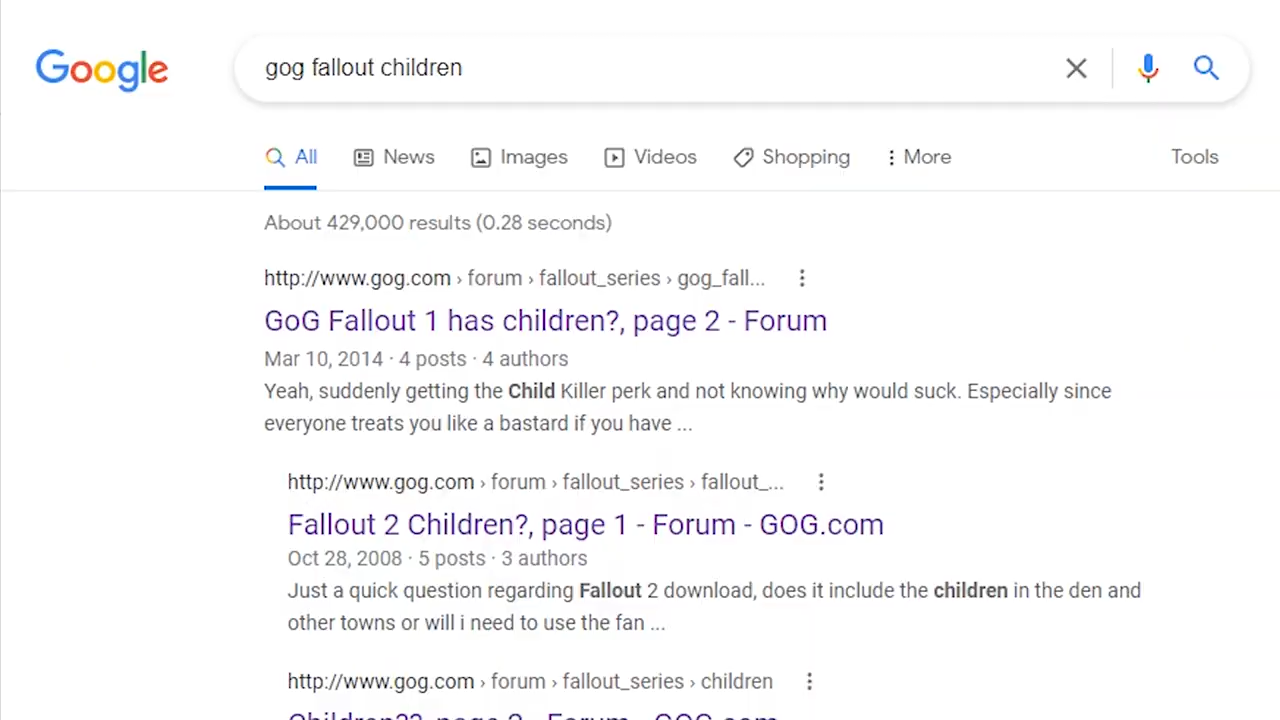 Google
gog fallout children
All
News
Images
Videos
Shopping
More
Tools
About 429,000 results (0.28 seconds)
http://www.gog.com › forum › fallout_series › gog_fall...
GoG Fallout 1 has children?, page 2 - Forum
Mar 10, 2014 · 4 posts · 4 authors
Yeah, suddenly getting the Child Killer perk and not knowing why would suck. Especially since
everyone treats you like a bastard if you have ...
http://www.gog.com › forum › fallout_series › fallout_...
Fallout 2 Children?, page 1 - Forum - GOG.com
Oct 28, 2008 · 5 posts · 3 authors
Just a quick question regarding Fallout 2 download, does it include the children in the den and
other towns or will i need to use the fan ...
http://www.gog.com › forum › fallout_series › children
Children??, page 2 - Forum - GOG.com